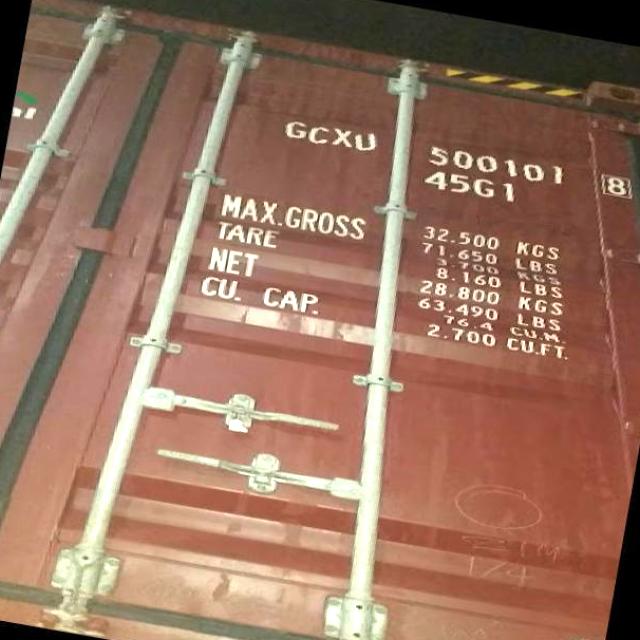 GCXU 500101 8
45G1
MAX.GROSS 32.500 KGS
71.650 LBS
TARE 3.700 KGS
8.160 LBS
NET 28.800 KGS
63.490 LBS
CU. CAP. 76.4 CU.M.
2.700 CU.FT.